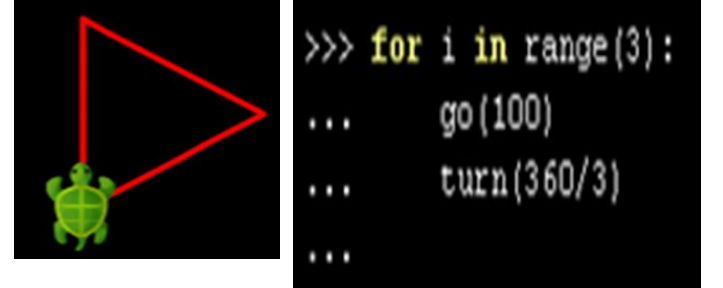 >>> for i in range(3):
...     go(100)
...     turn(360/3)
...